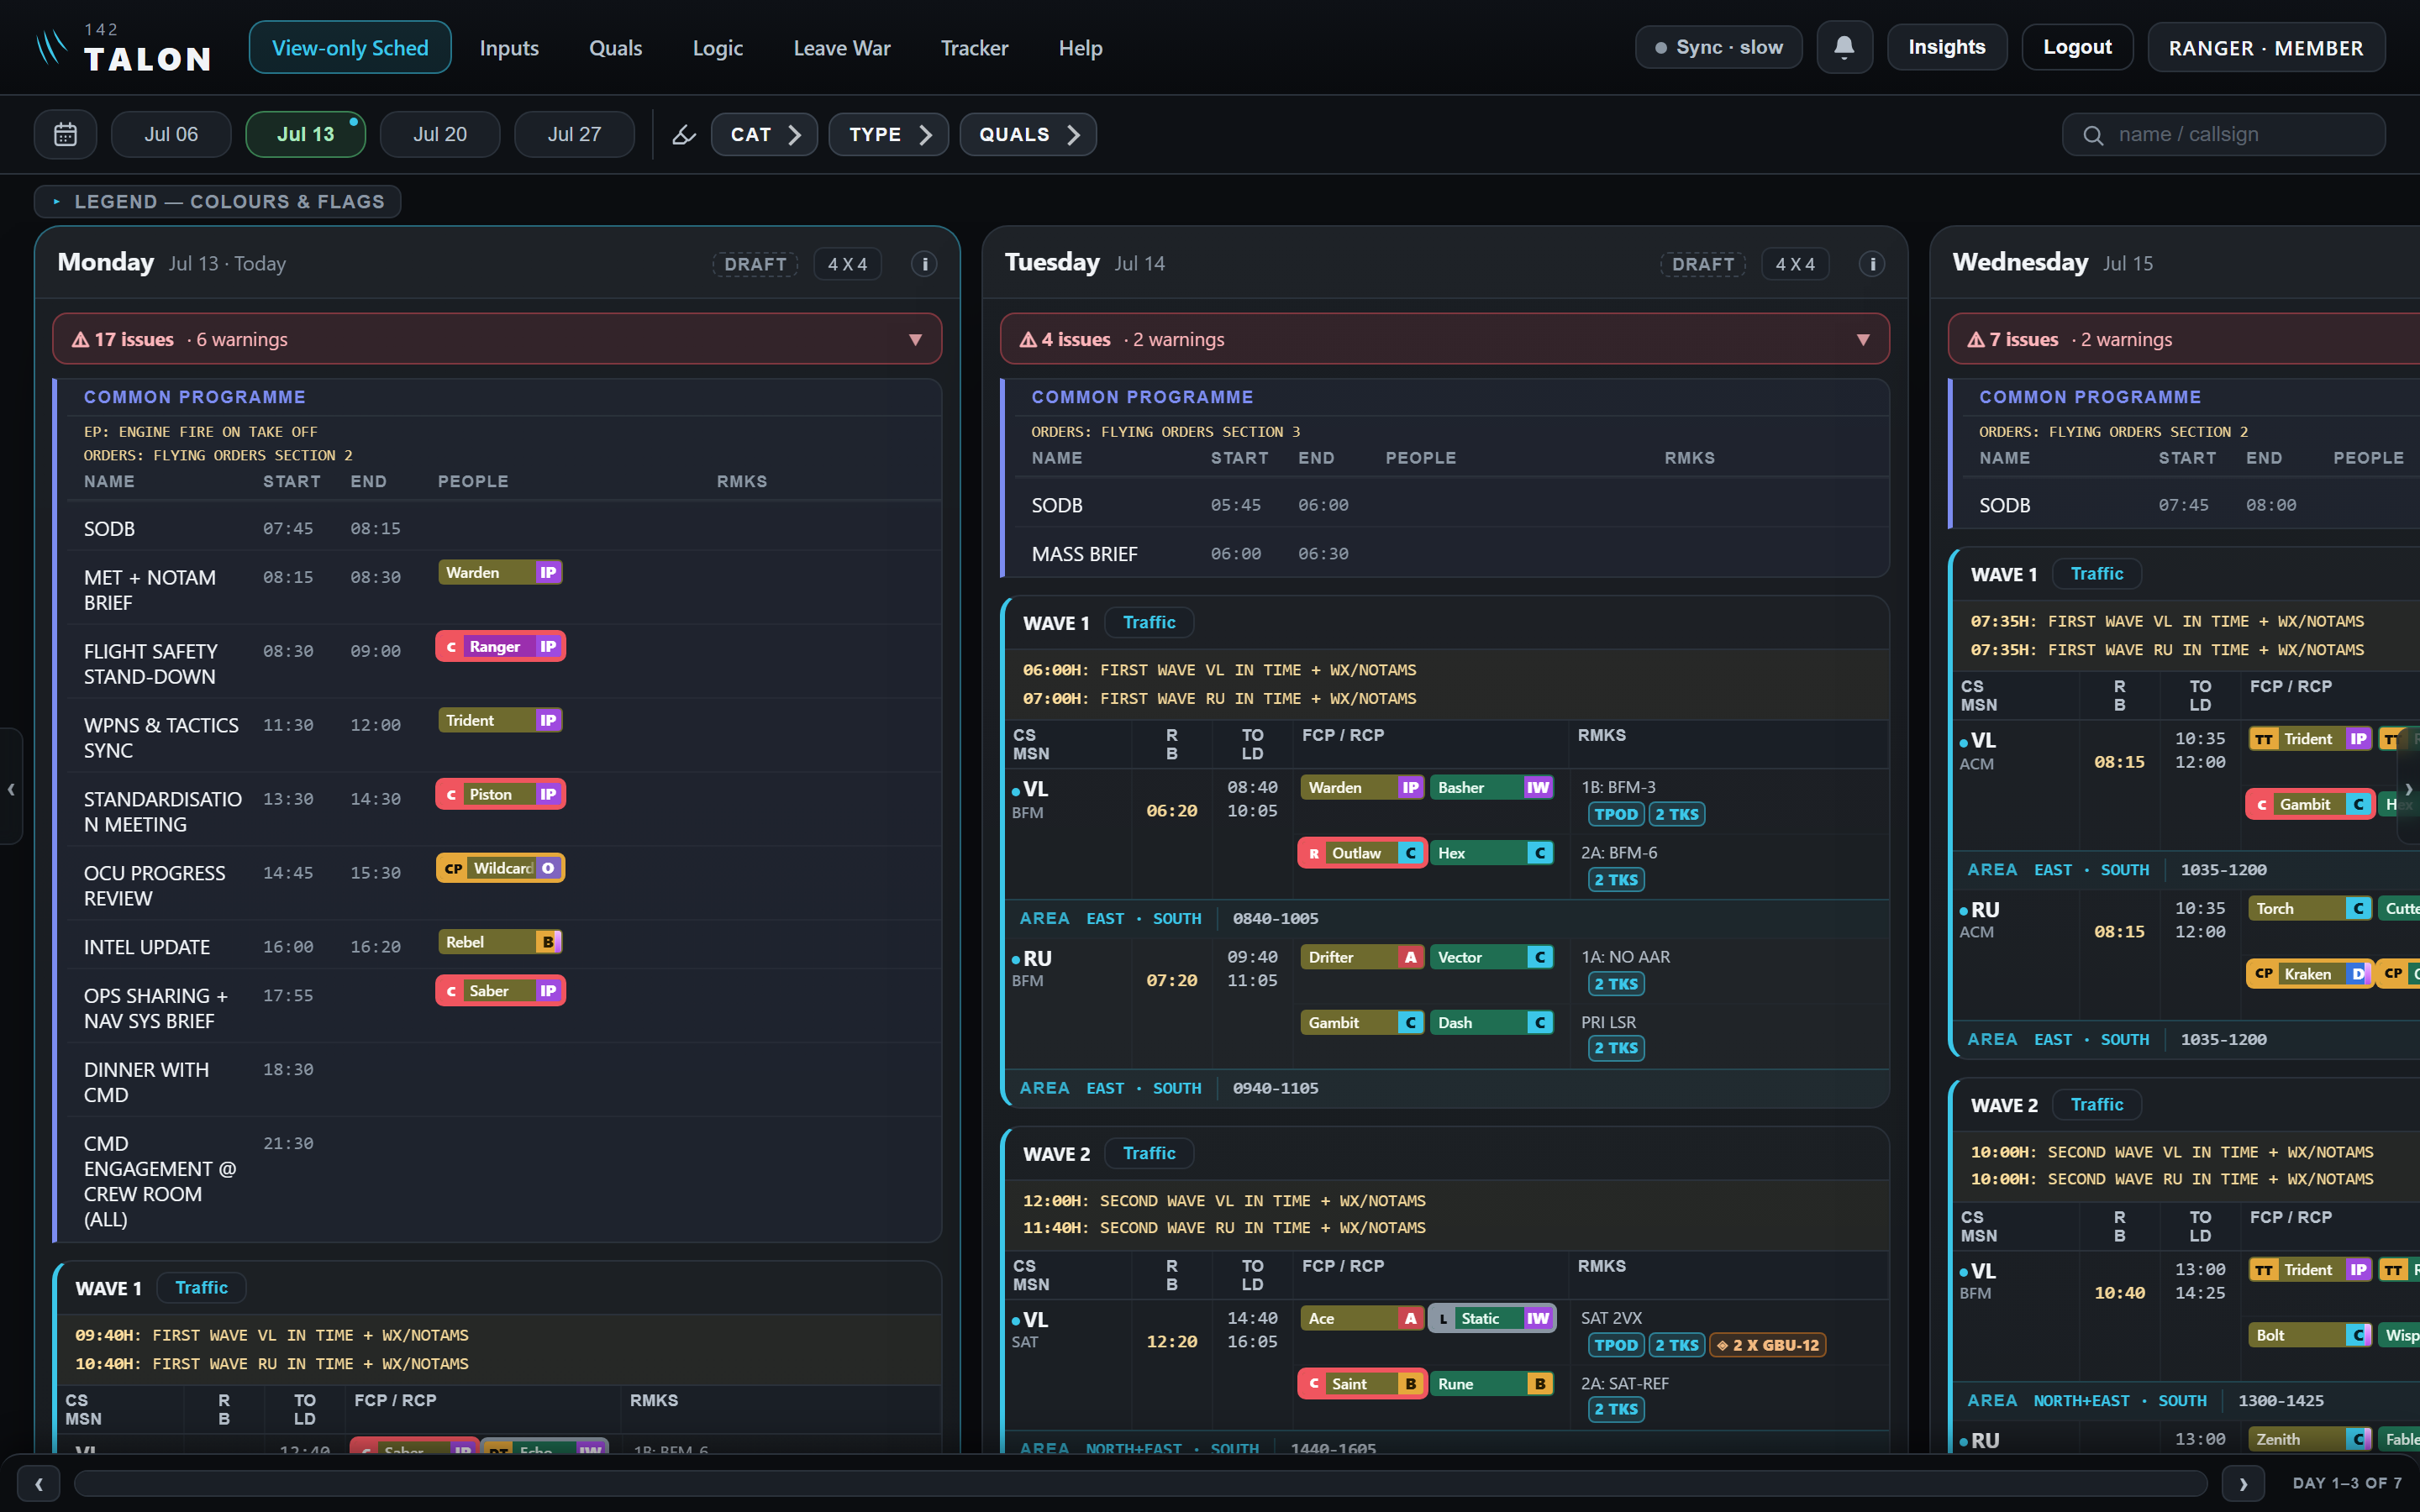 142
TALON
View-only Sched
Inputs
Quals
Logic
Leave War
Tracker
Help
Sync · slow
Insights
Logout
RANGER · MEMBER
Jul 06
Jul 13
Jul 20
Jul 27
CAT
TYPE
QUALS
name / callsign
LEGEND — COLOURS & FLAGS
Monday Jul 13 · Today
DRAFT
4 X 4
i
17 issues · 6 warnings
COMMON PROGRAMME
EP: ENGINE FIRE ON TAKE OFF
ORDERS: FLYING ORDERS SECTION 2
NAME START END PEOPLE RMKS
SODB 07:45 08:15
MET + NOTAM 08:15 08:30 Warden IP
BRIEF
FLIGHT SAFETY 08:30 09:00 C Ranger IP
STAND-DOWN
WPNS & TACTICS 11:30 12:00 Trident IP
SYNC
STANDARDISATIO 13:30 14:30 C Piston IP
N MEETING
OCU PROGRESS 14:45 15:30 CP Wildcard O
REVIEW
INTEL UPDATE 16:00 16:20 Rebel B
OPS SHARING + 17:55 C Saber IP
NAV SYS BRIEF
DINNER WITH 18:30
CMD
CMD 21:30
ENGAGEMENT @
CREW ROOM
(ALL)
WAVE 1 Traffic
09:40H: FIRST WAVE VL IN TIME + WX/NOTAMS
10:40H: FIRST WAVE RU IN TIME + WX/NOTAMS
CS R TO FCP / RCP RMKS
MSN B LD
VL 12:40 C Saber IP DT Echo IW 1B: BFM-6
Tuesday Jul 14
DRAFT
4 X 4
i
4 issues · 2 warnings
COMMON PROGRAMME
ORDERS: FLYING ORDERS SECTION 3
NAME START END PEOPLE RMKS
SODB 05:45 06:00
MASS BRIEF 06:00 06:30
WAVE 1 Traffic
06:00H: FIRST WAVE VL IN TIME + WX/NOTAMS
07:00H: FIRST WAVE RU IN TIME + WX/NOTAMS
CS R TO FCP / RCP RMKS
MSN B LD
VL 08:40 Warden IP Basher IW 1B: BFM-3
BFM 06:20 10:05 TPOD 2 TKS
R Outlaw C Hex C 2A: BFM-6
2 TKS
AREA EAST · SOUTH 0840-1005
RU 09:40 Drifter A Vector C 1A: NO AAR
BFM 07:20 11:05 2 TKS
Gambit C Dash C PRI LSR
2 TKS
AREA EAST · SOUTH 0940-1105
WAVE 2 Traffic
12:00H: SECOND WAVE VL IN TIME + WX/NOTAMS
11:40H: SECOND WAVE RU IN TIME + WX/NOTAMS
CS R TO FCP / RCP RMKS
MSN B LD
VL 14:40 Ace A L Static IW SAT 2VX
SAT 12:20 16:05 TPOD 2 TKS 2 X GBU-12
C Saint B Rune B 2A: SAT-REF
2 TKS
AREA NORTH+EAST · SOUTH 1440-1605
Wednesday Jul 15
7 issues · 2 warnings
COMMON PROGRAMME
ORDERS: FLYING ORDERS SECTION 2
NAME START END PEOPLE
SODB 07:45 08:00
WAVE 1 Traffic
07:35H: FIRST WAVE VL IN TIME + WX/NOTAMS
07:35H: FIRST WAVE RU IN TIME + WX/NOTAMS
CS R TO FCP / RCP
MSN B LD
VL 10:35 TT Trident IP
ACM 08:15 12:00
C Gambit C
AREA EAST · SOUTH 1035-1200
RU 10:35 Torch C
ACM 08:15 12:00
CP Kraken D CP
AREA EAST · SOUTH 1035-1200
WAVE 2 Traffic
10:00H: SECOND WAVE VL IN TIME + WX/NOTAMS
10:00H: SECOND WAVE RU IN TIME + WX/NOTAMS
CS R TO FCP / RCP
MSN B LD
VL 13:00 TT Trident IP TT
BFM 10:40 14:25
Bolt C Wisp
AREA NORTH+EAST · SOUTH 1300-1425
RU 13:00 Zenith C Fable
DAY 1–3 OF 7